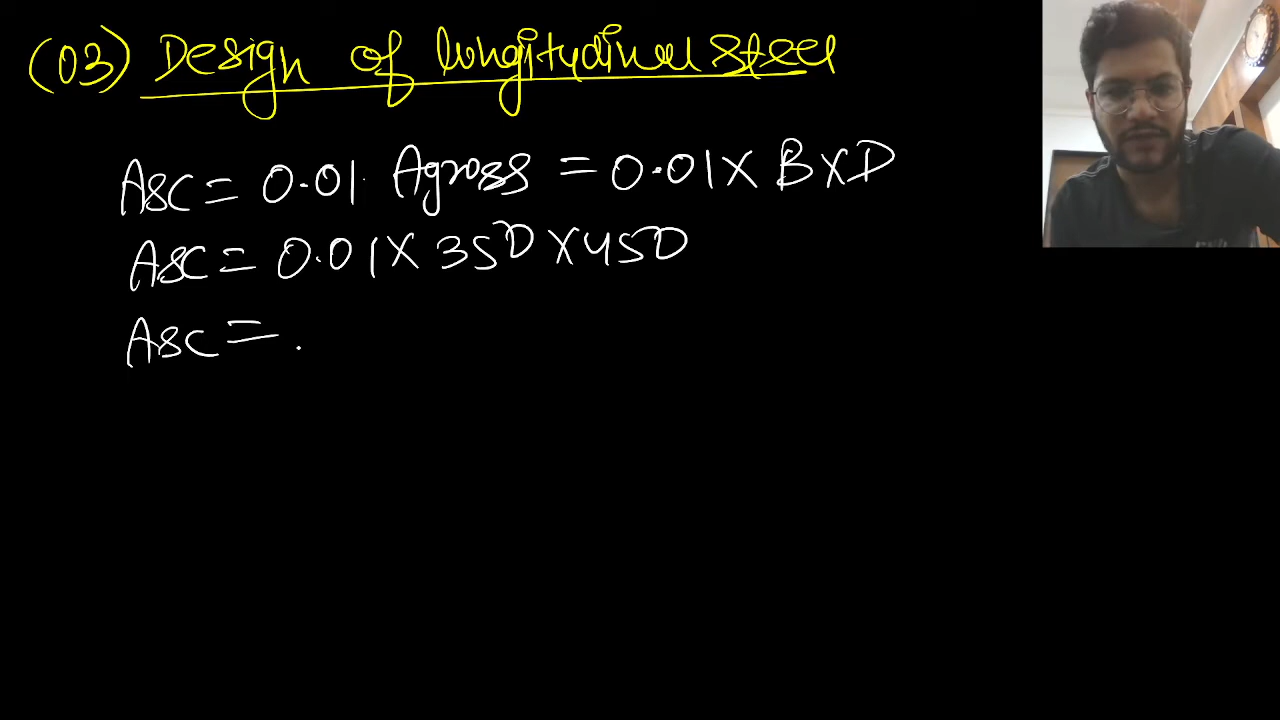 (03) Design of longitudinal steel
Asc = 0.01 Agross = 0.01 X B X D
Asc = 0.01 X 350 X 450
Asc =